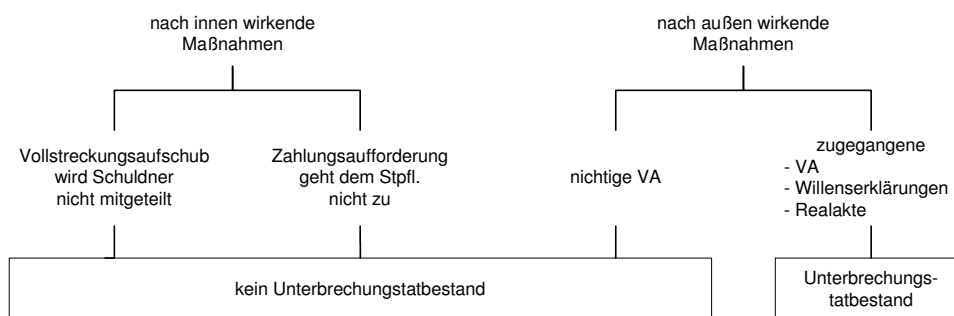 nach innen wirkende
Maßnahmen
nach außen wirkende
Maßnahmen
Vollstreckungsaufschub
wird Schuldner
nicht mitgeteilt
Zahlungsaufforderung
geht dem Stpfl.
nicht zu
nichtige VA
zugegangene
- VA
- Willenserklärungen
- Realakte
kein Unterbrechungstatbestand
Unterbrechungs-
tatbestand